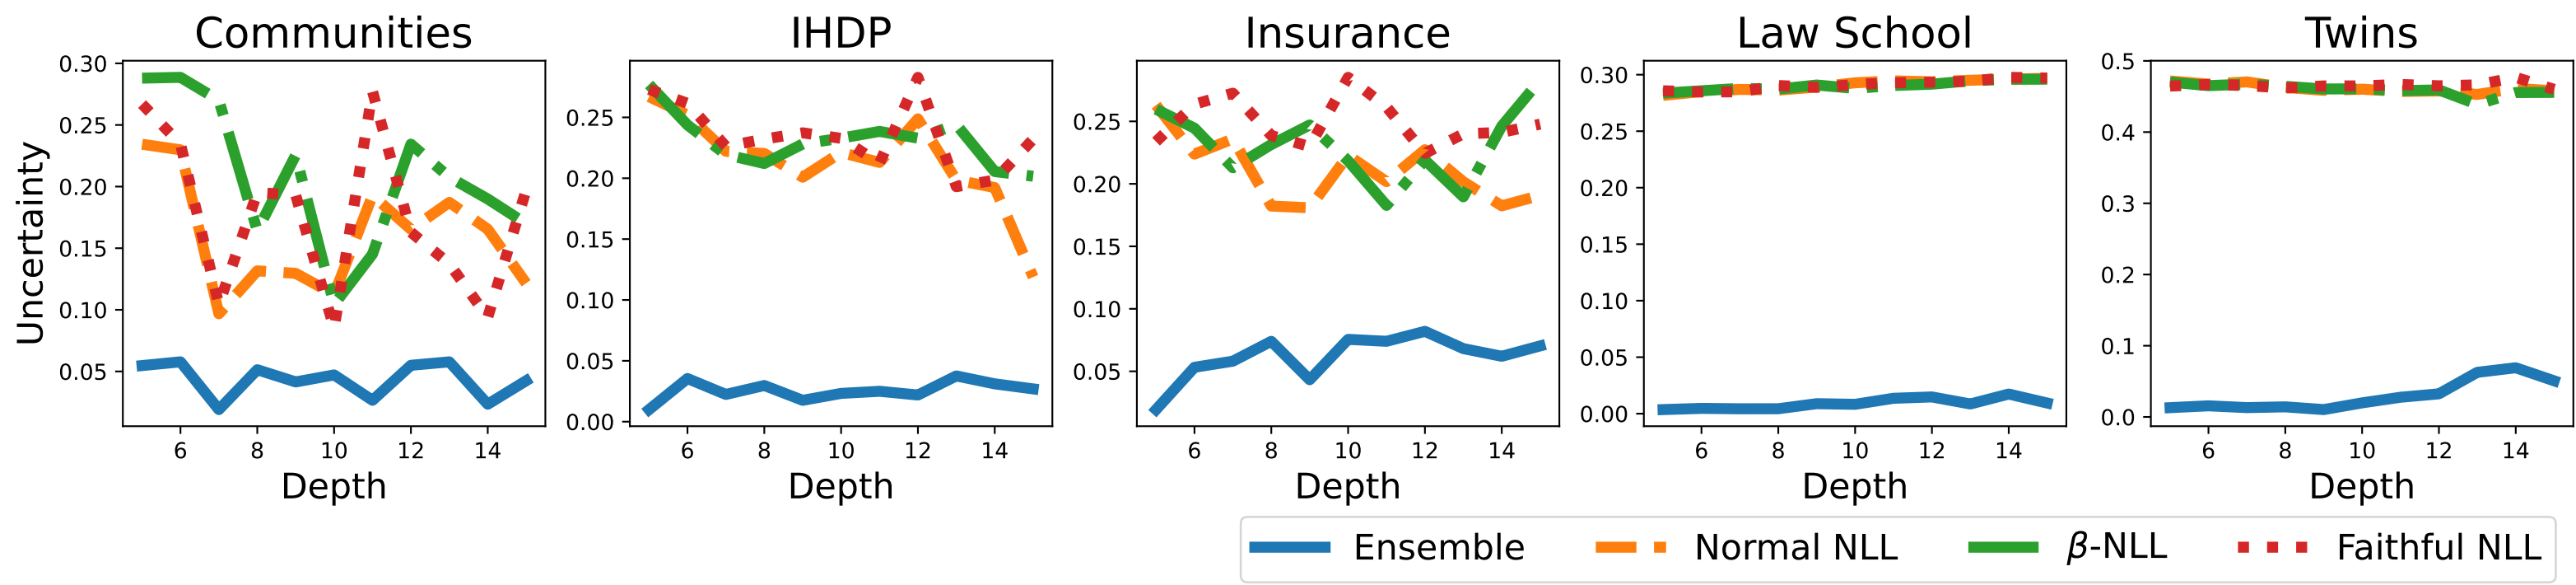 Communities IHDP Insurance Law School Twins
Uncertainty
0.30 0.25 0.20 0.15 0.10 0.05
6 8 10 12 14
Depth
0.25 0.20 0.15 0.10 0.05 0.00
6 8 10 12 14
Depth
0.25 0.20 0.15 0.10 0.05
6 8 10 12 14
Depth
0.30 0.25 0.20 0.15 0.10 0.05 0.00
6 8 10 12 14
Depth
0.5 0.4 0.3 0.2 0.1 0.0
6 8 10 12 14
Depth
Ensemble Normal NLL β-NLL Faithful NLL